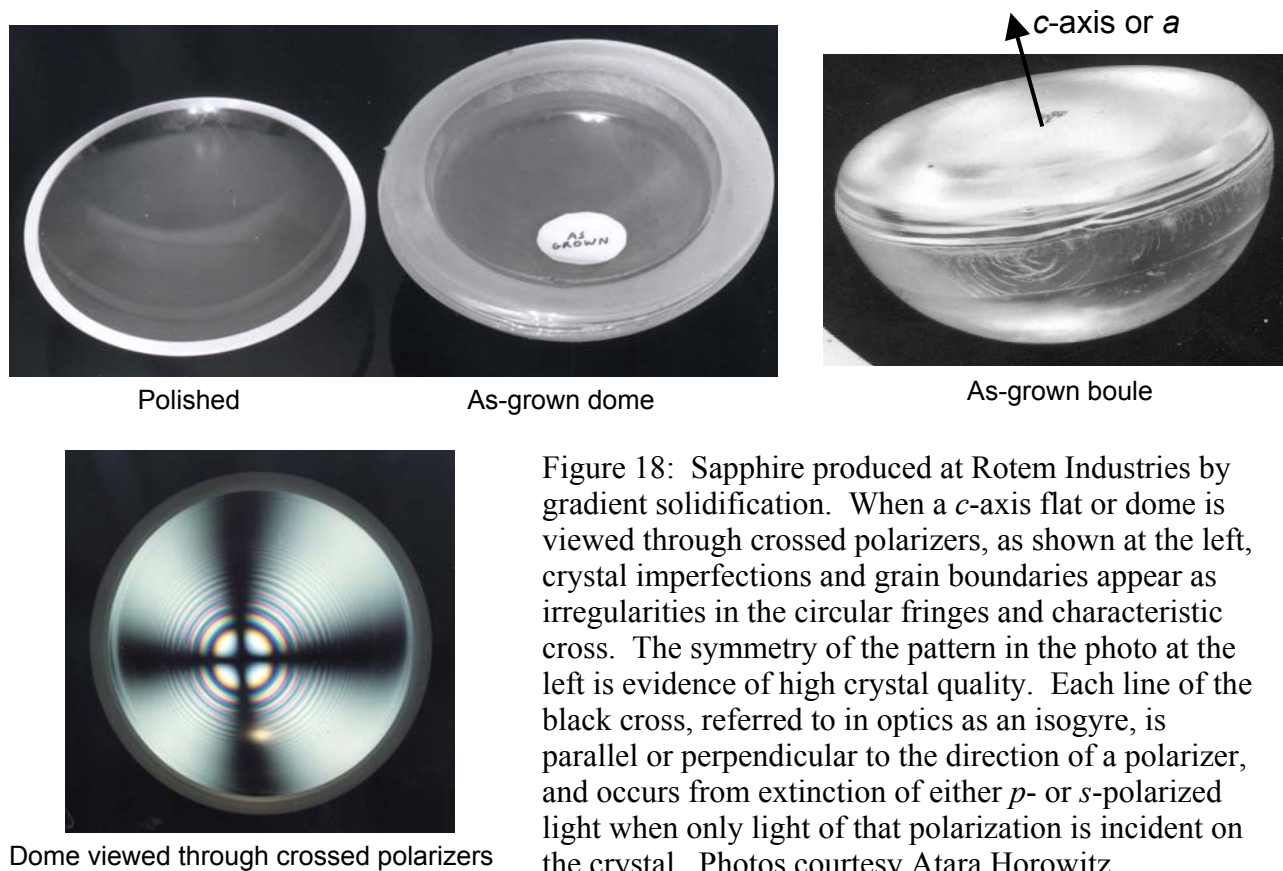 c-axis or a
AS
GROWN
Polished
As-grown dome
As-grown boule
Figure 18: Sapphire produced at Rotem Industries by
gradient solidification. When a c-axis flat or dome is
viewed through crossed polarizers, as shown at the left,
crystal imperfections and grain boundaries appear as
irregularities in the circular fringes and characteristic
cross. The symmetry of the pattern in the photo at the
left is evidence of high crystal quality. Each line of the
black cross, referred to in optics as an isogyre, is
parallel or perpendicular to the direction of a polarizer,
and occurs from extinction of either p- or s-polarized
light when only light of that polarization is incident on
the crystal. Photos courtesy Atara Horowitz
Dome viewed through crossed polarizers